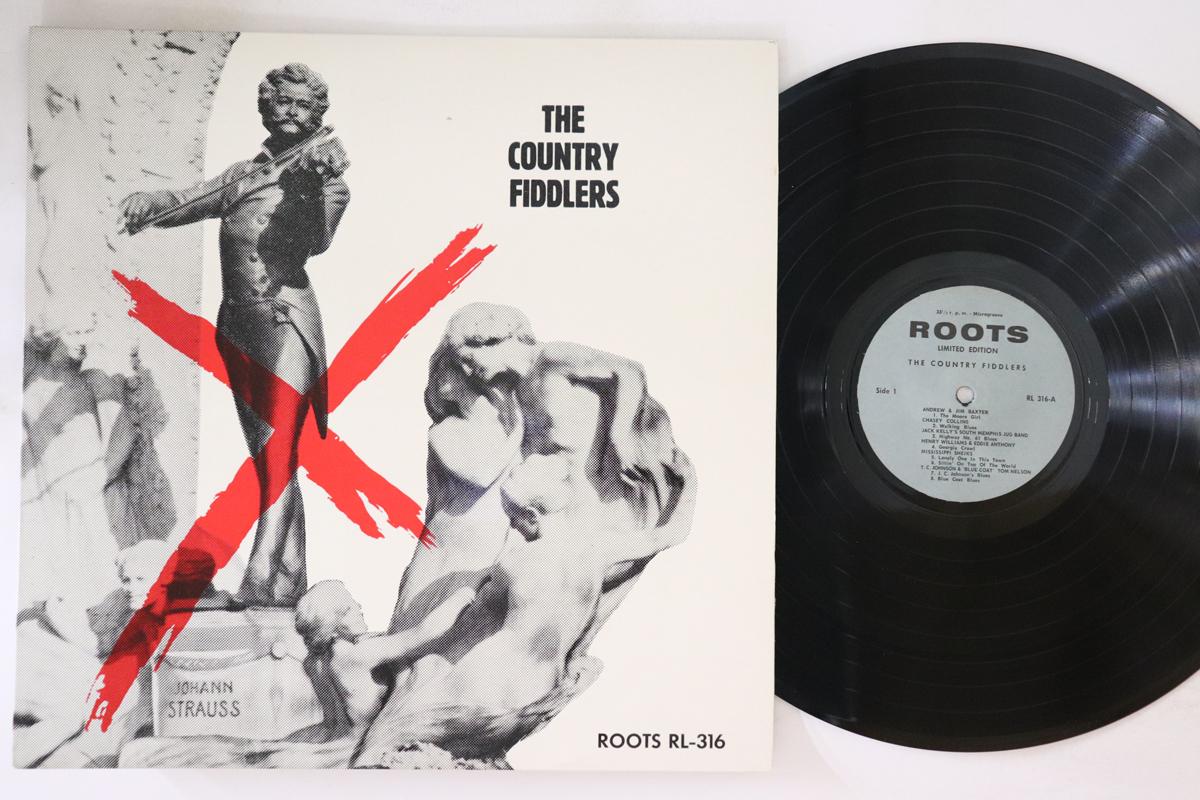 THE
COUNTRY
FIDDLERS
JOHANN
STRAUSS
ROOTS RL-316
33⅓ r. p. m. - Microgroove
ROOTS
LIMITED EDITION
THE COUNTRY FIDDLERS
Side 1
RL 316-A
ANDREW & JIM BAXTER
1. The Moore Girl
CHASEY COLLINS
2. Walking Blues
JACK KELLY'S SOUTH MEMPHIS JUG BAND
3. Highway No. 61 Blues
HENRY WILLIAMS & EDDIE ANTHONY
4. Georgia Crawl
MISSISSIPPI SHEIKS
5. Lonely One In This Town
6. Sittin' On Top Of The World
T. C. JOHNSON & 'BLUE COAT' TOM NELSON
7. J. C. Johnson's Blues
8. Blue Coat Blues